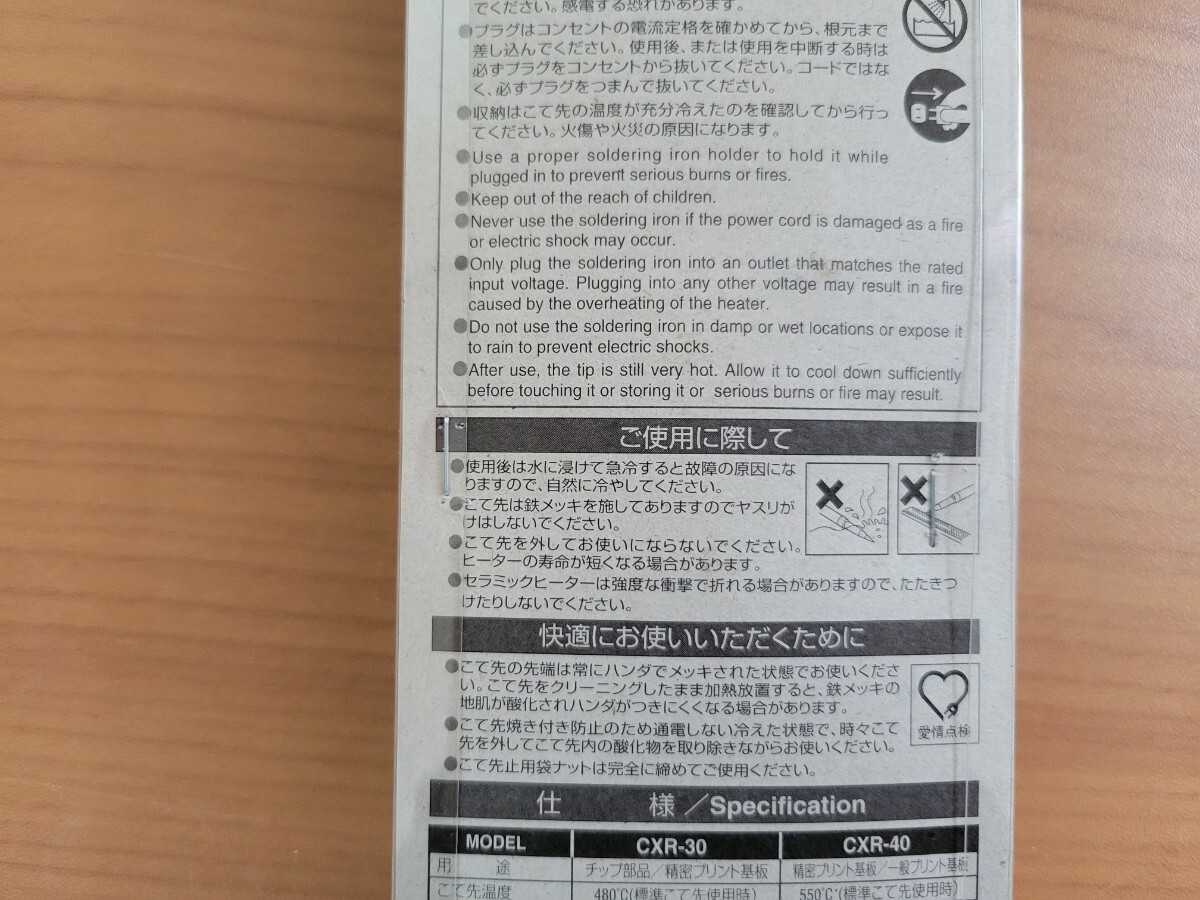 でください。感電する恐れがあります。
●プラグはコンセントの電流定格を確かめてから、根元まで
差し込んでください。使用後、または使用を中断する時は
必ずプラグをコンセントから抜いてください。コードではな
く、必ずプラグをつまんで抜いてください。
●収納はこて先の温度が充分冷えたのを確認してから行っ
てください。火傷や火災の原因になります。
●Use a proper soldering iron holder to hold it while
plugged in to prevent serious burns or fires.
●Keep out of the reach of children.
●Never use the soldering iron if the power cord is damaged as a fire
or electric shock may occur.
●Only plug the soldering iron into an outlet that matches the rated
input voltage. Plugging into any other voltage may result in a fire
caused by the overheating of the heater.
●Do not use the soldering iron in damp or wet locations or expose it
to rain to prevent electric shocks.
●After use, the tip is still very hot. Allow it to cool down sufficiently
before touching it or storing it or serious burns or fire may result.
ご使用に際して
●使用後は水に浸けて急冷すると故障の原因にな
りますので、自然に冷やしてください。
●こて先は鉄メッキを施してありますのでヤスリが
けはしないでください。
●こて先を外してお使いにならないでください。
ヒーターの寿命が短くなる場合があります。
●セラミックヒーターは強度な衝撃で折れる場合がありますので、たたきつ
けたりしないでください。
快適にお使いいただくために
●こて先の先端は常にハンダでメッキされた状態でお使いくださ
い。こて先をクリーニングしたまま加熱放置すると、鉄メッキの
地肌が酸化されハンダがつきにくくなる場合があります。
●こて先焼き付き防止のため通電しない冷えた状態で、時々こて
先を外してこて先内の酸化物を取り除きながらお使いください。
●こて先止用袋ナットは完全に締めてご使用ください。
愛情点検
仕 様／Specification
MODEL CXR-30 CXR-40
用 途 チップ部品／精密プリント基板 精密プリント基板／一般プリント基板
こて先温度 480℃(標準こて先使用時) 550℃(標準こて先使用時)